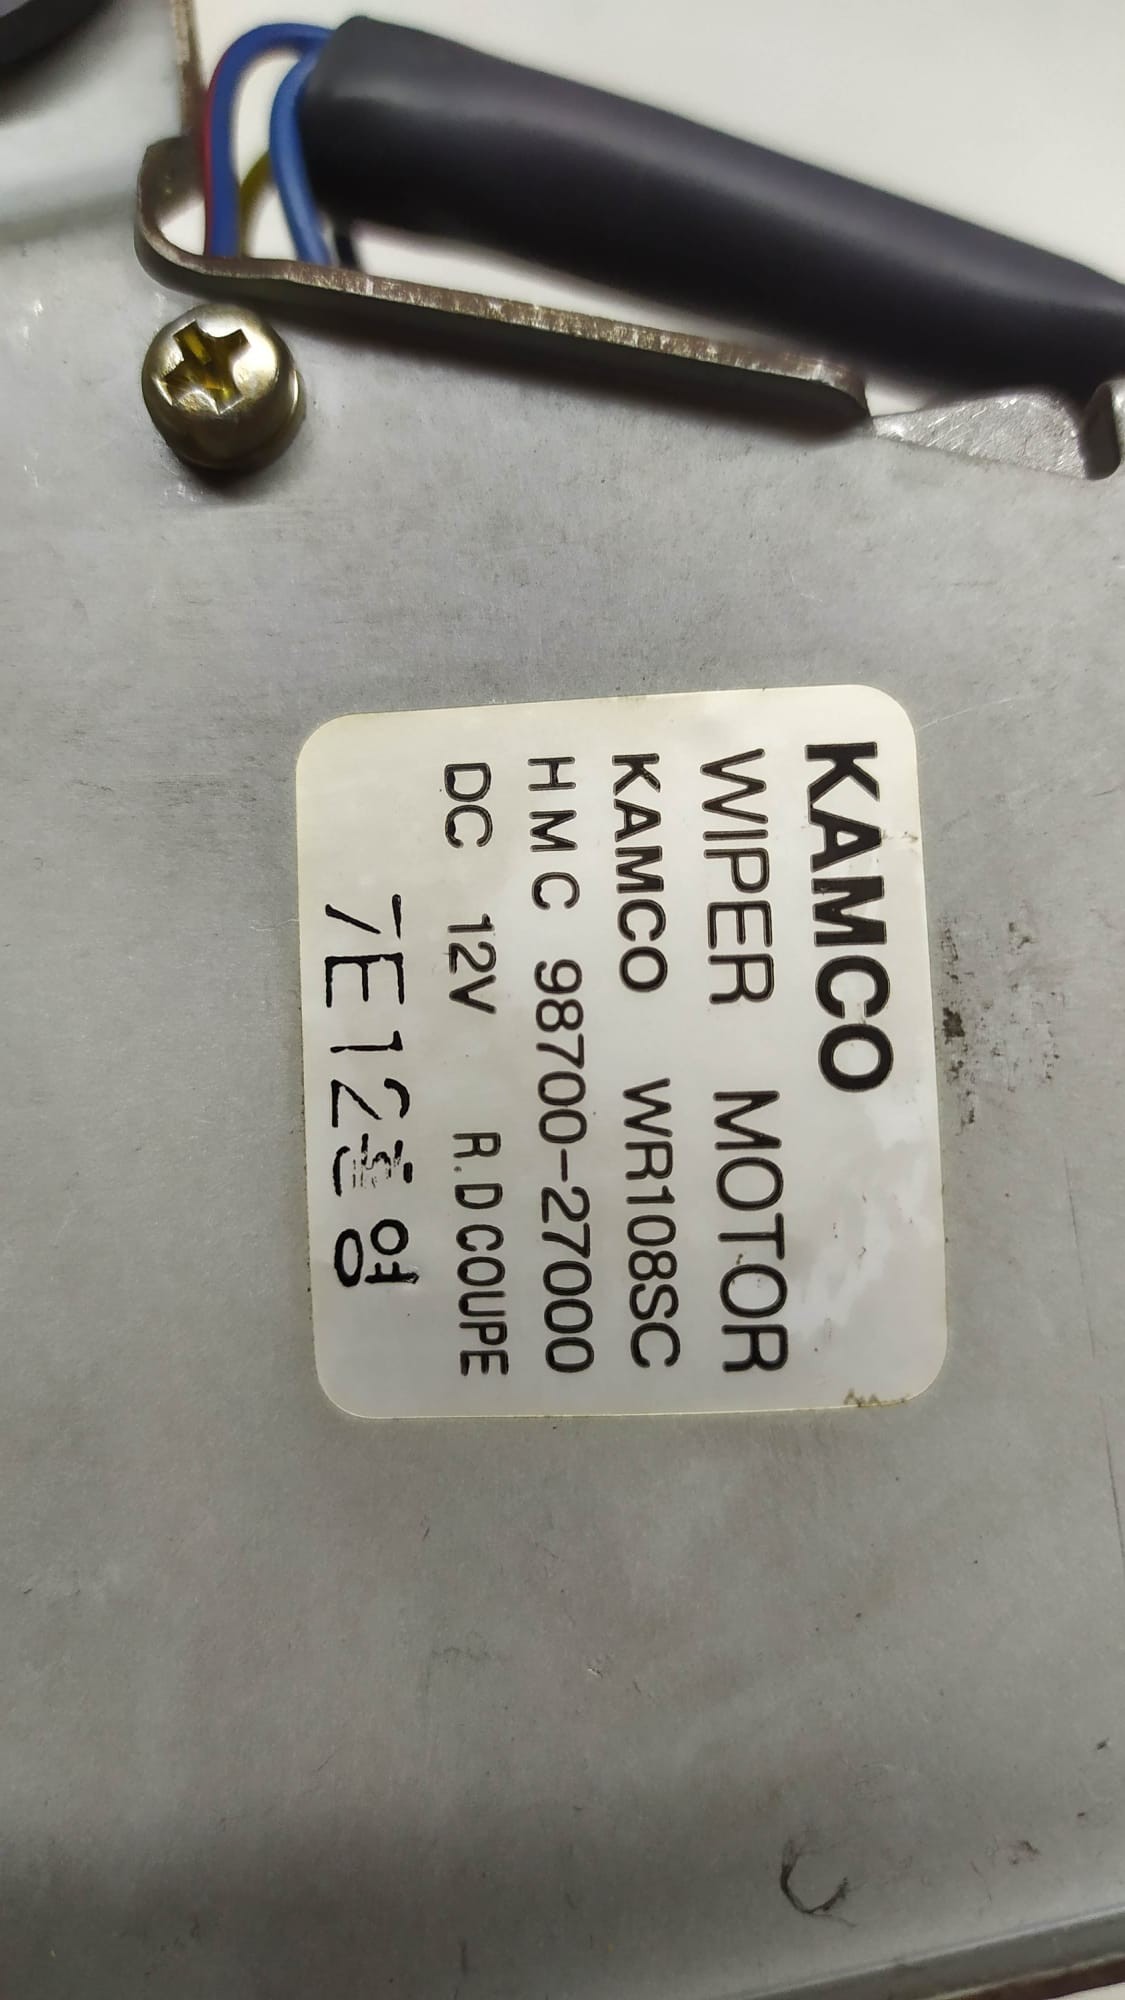 KAMCO
WIPER MOTOR
KAMCO WR108SC
HMC 98700-27000
DC 12V R.D COUPE
7E12